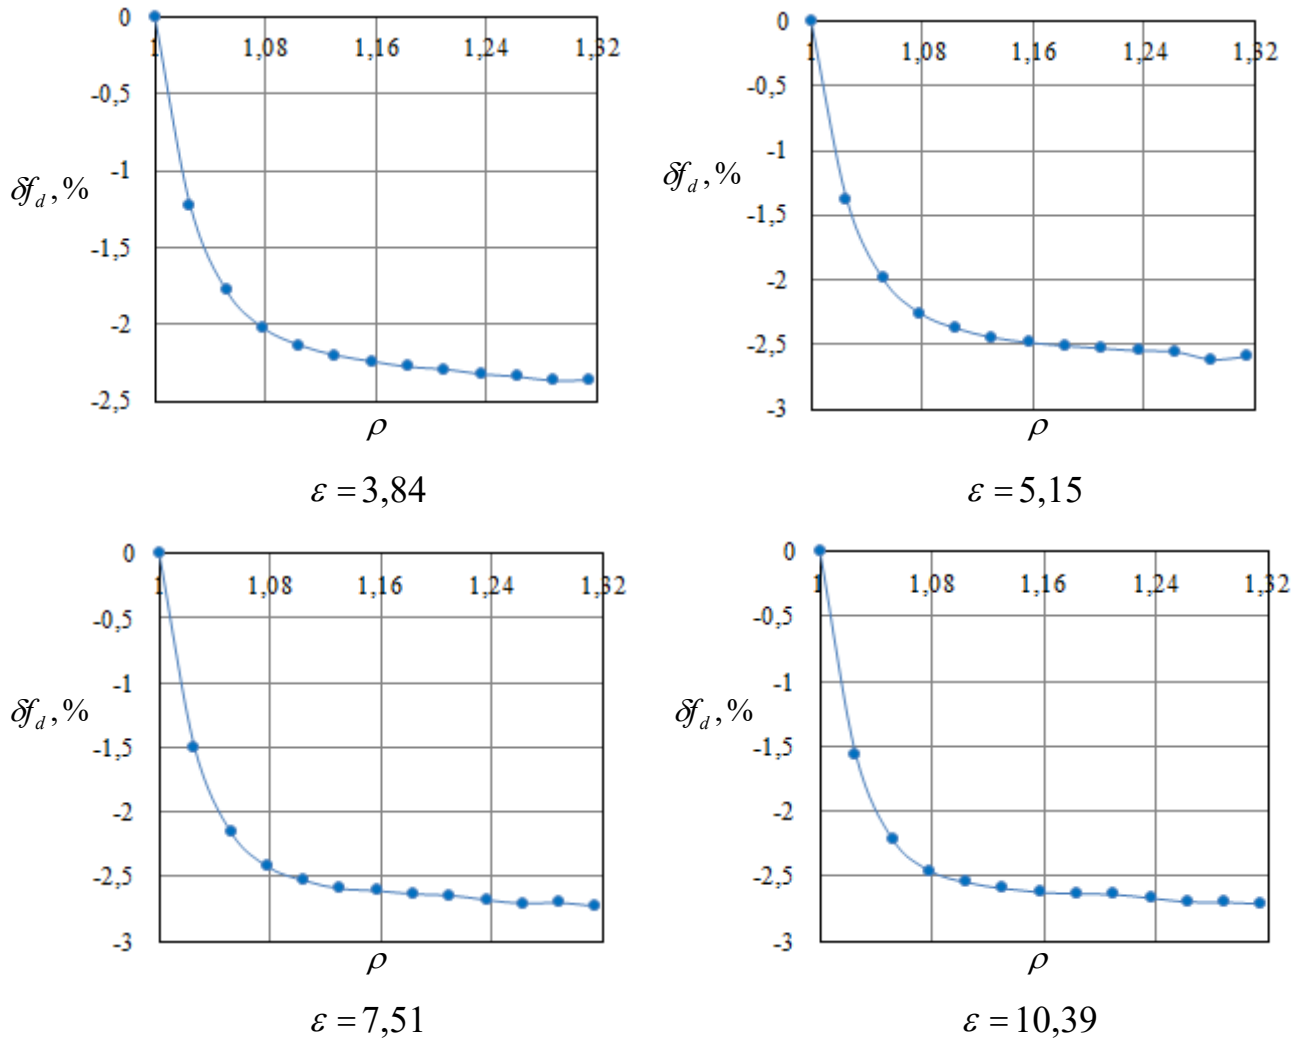 0
1 1,08 1,16 1,24 1,32
-0,5
-1
δf_d, %
-1,5
-2
-2,5
ρ
ε = 3,84
0
1 1,08 1,16 1,24 1,32
-0,5
-1
δf_d, %
-1,5
-2
-2,5
-3
ρ
ε = 5,15
0
1 1,08 1,16 1,24 1,32
-0,5
-1
δf_d, %
-1,5
-2
-2,5
-3
ρ
ε = 7,51
0
1 1,08 1,16 1,24 1,32
-0,5
-1
δf_d, %
-1,5
-2
-2,5
-3
ρ
ε = 10,39